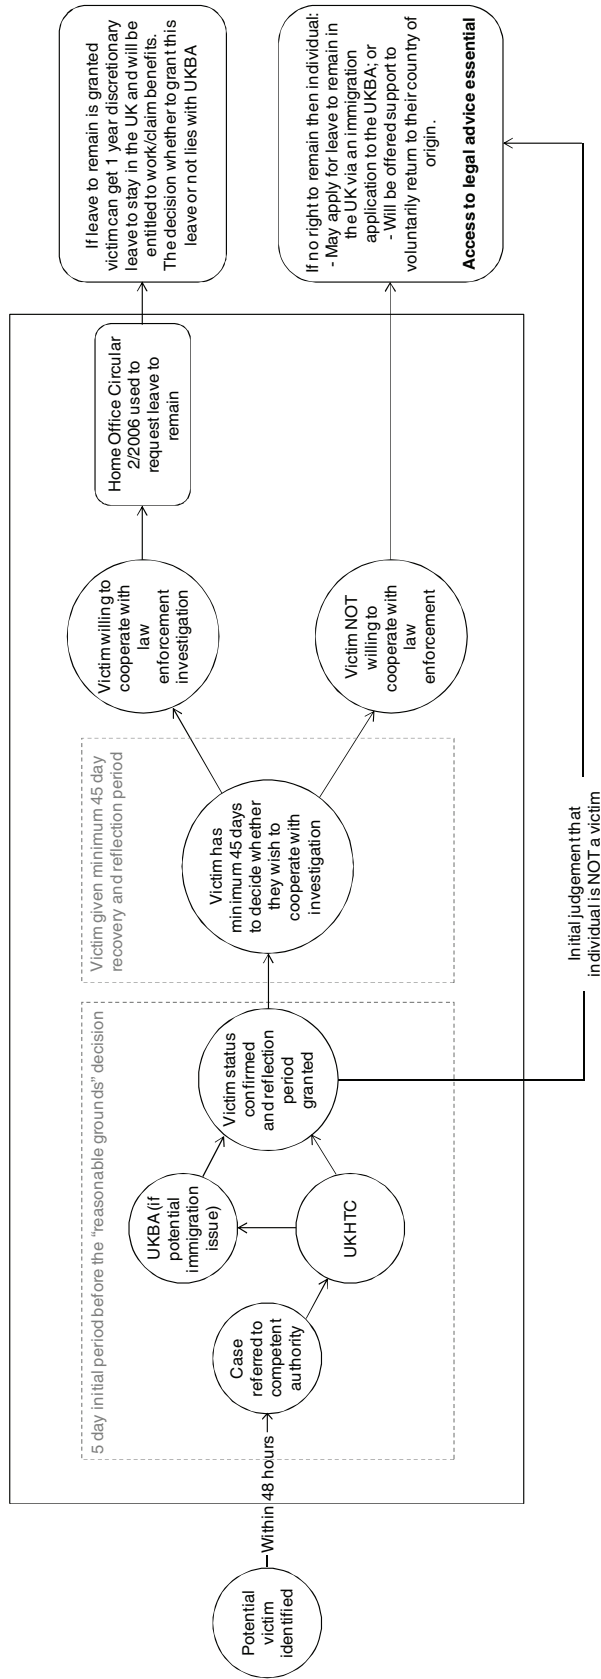 Potential
victim
identified
Within 48 hours
5 day initial period before the “reasonable grounds” decision
Case
referred to
competent
authority
UKBA (if
potential
immigration
issue)
UKHTC
Victim status
confirmed
and reflection
period
granted
Victim given minimum 45 day
recovery and reflection period
Victim has
minimum 45 days
to decide whether
they wish to
cooperate with
investigation
Victim willing to
cooperate with
law
enforcement
investigation
Victim NOT
willing to
cooperate with
law
enforcement
Home Office Circular
2/2006 used to
request leave to
remain
If leave to remain is granted
victim can get 1 year discretionary
leave to stay in the UK and will be
entitled to work/claim benefits.
The decision whether to grant this
leave or not lies with UKBA
If no right to remain then individual:
- May apply for leave to remain in
the UK via an immigration
application to the UKBA; or
- Will be offered support to
voluntarily return to their country of
origin.
Access to legal advice essential
Initial judgement that
individual is NOT a victim